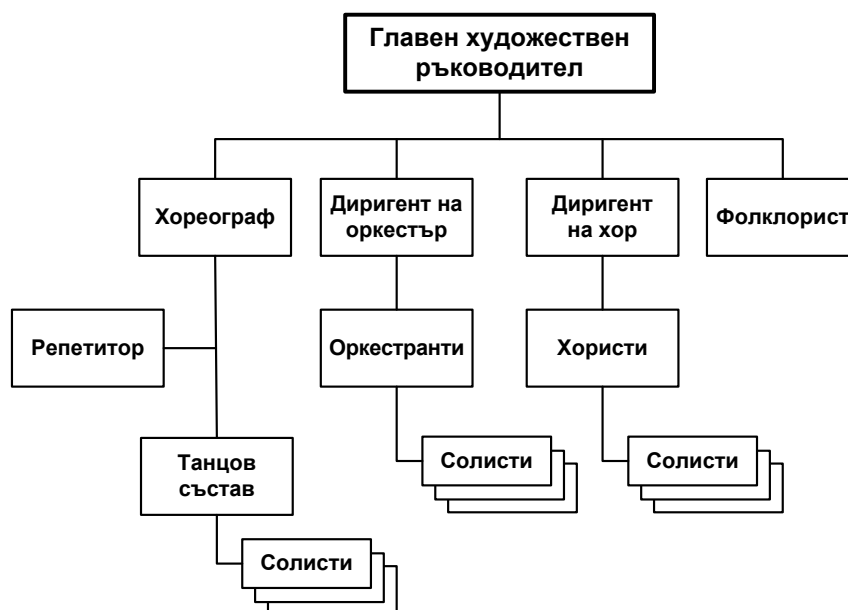 Главен художествен
ръководител
Хореограф
Диригент на
оркестър
Диригент
на хор
Фолклорист
Репетитор
Оркестранти
Хористи
Танцов
състав
Солисти
Солисти
Солисти